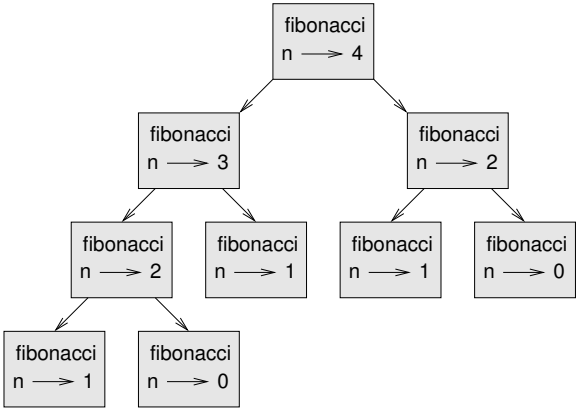 fibonacci
n → 4
fibonacci
n → 3
fibonacci
n → 2
fibonacci
n → 2
fibonacci
n → 1
fibonacci
n → 1
fibonacci
n → 0
fibonacci
n → 1
fibonacci
n → 0